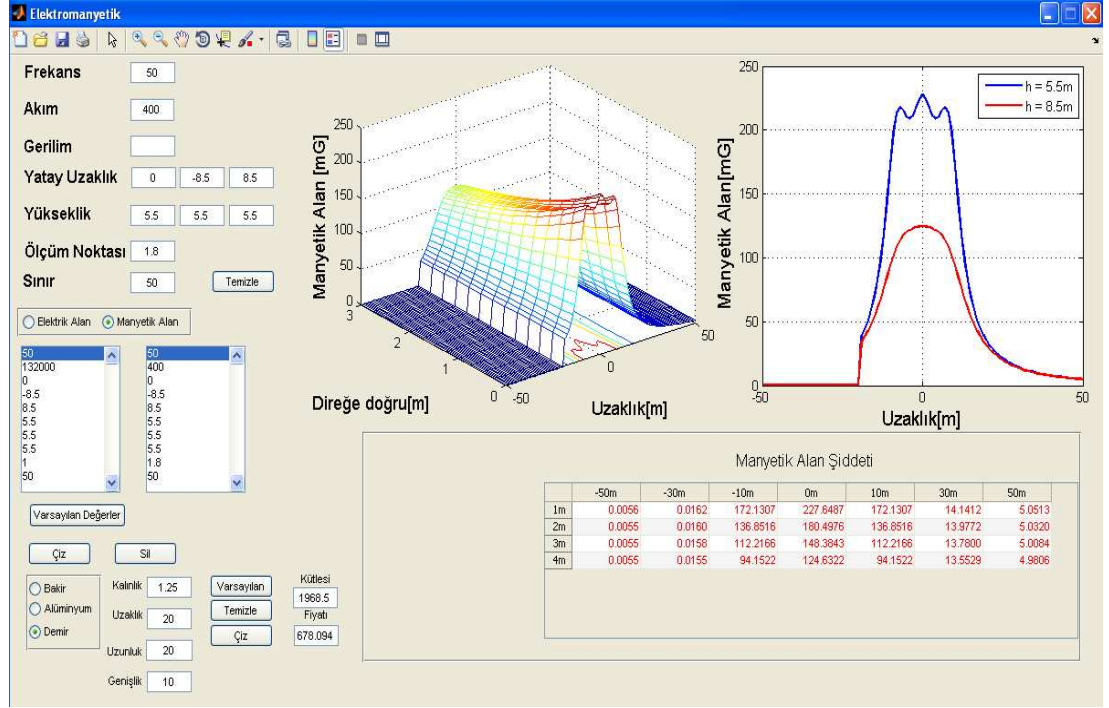 Elektromanyetik
Frekans 50
Akım 400
Gerilim
Yatay Uzaklık 0 -8.5 8.5
Yükseklik 5.5 5.5 5.5
Ölçüm Noktası 1.8
Sınır 50 Temizle
Elektrik Alan Manyetik Alan
50
132000
0
-8.5
8.5
5.5
5.5
5.5
1
50
50
400
0
-8.5
8.5
5.5
5.5
5.5
1.8
50
Varsayılan Değerler
Çiz Sil
Bakir
Alüminyum
Demir
Kalınlık 1.25
Uzaklık 20
Uzunluk 20
Genişlik 10
Varsayılan
Temizle
Çiz
Kütlesi
1968.5
Fiyatı
678.094
Manyetik Alan [mG]
250
200
150
100
50
0
3
2
1
0
-50
0
50
Direğe doğru[m]
Uzaklık[m]
Manyetik Alan[mG]
250
200
150
100
50
0
-50
0
50
Uzaklık[m]
h = 5.5m
h = 8.5m
Manyetik Alan Şiddeti
-50m -30m -10m 0m 10m 30m 50m
1m 0.0056 0.0162 172.1307 227.6487 172.1307 14.1412 5.0513
2m 0.0055 0.0160 136.8516 180.4976 136.8516 13.9772 5.0320
3m 0.0055 0.0158 112.2166 148.3843 112.2166 13.7800 5.0084
4m 0.0055 0.0155 94.1522 124.6322 94.1522 13.5529 4.9806